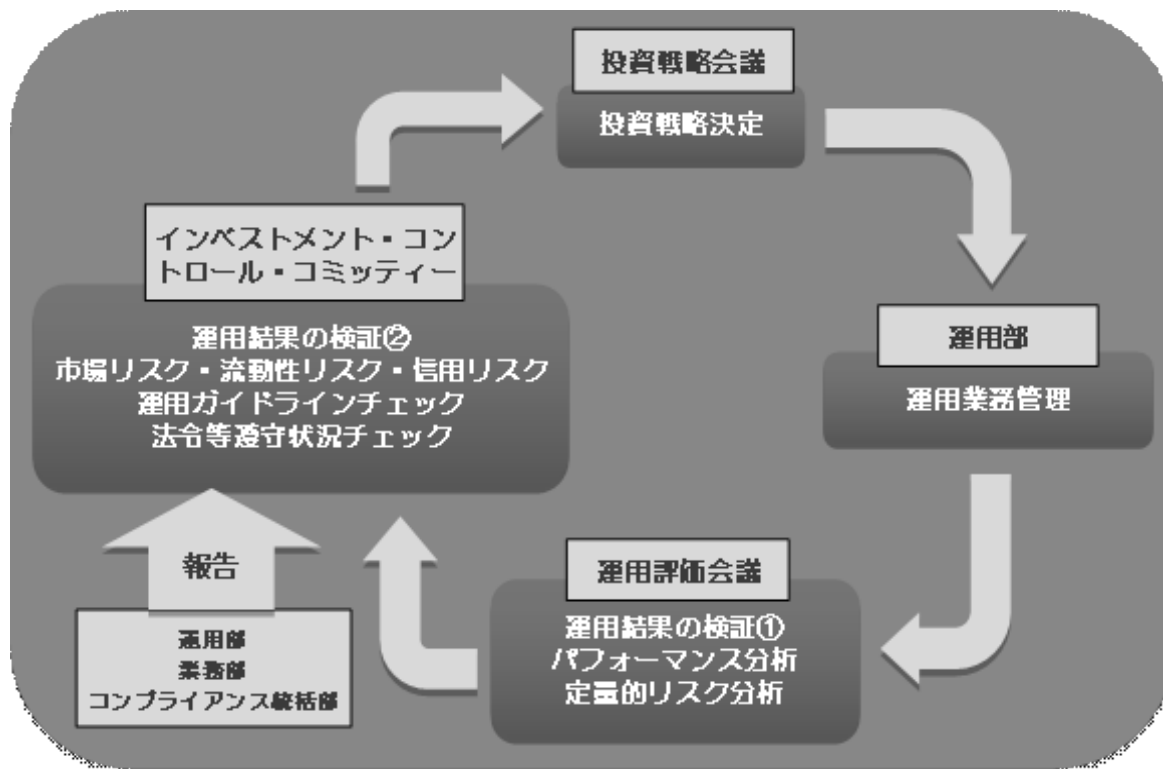 投資戦略会議
投資戦略決定
インベストメント・コン
トロール・コミッティー
運用結果の検証②
市場リスク・流動性リスク・信用リスク
運用ガイドラインチェック
法令等遵守状況チェック
運用部
運用業務管理
運用評価会議
運用結果の検証①
パフォーマンス分析
定量的リスク分析
報告
運用部
業務部
コンプライアンス統括部